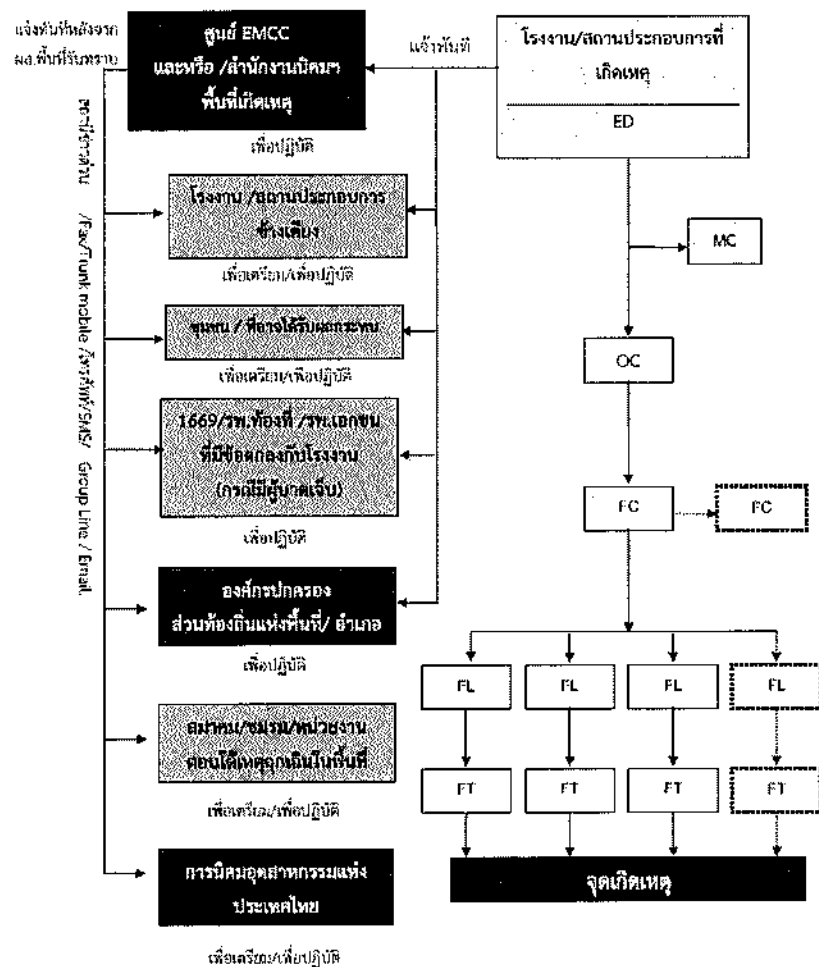 แจ้งทันทีหลังจาก
ผอ.พื้นที่รับทราบ
ศูนย์ EMCC
และหรือ /สำนักงานนิคมฯ
พื้นที่เกิดเหตุ
เพื่อปฏิบัติ
แจ้งทันที
โรงงาน/สถานประกอบการที่
เกิดเหตุ
ED
/Fax/Trunk mobile /โทรศัพท์/SMS/ Group Line / Email
โรงงาน /สถานประกอบการ
ข้างเคียง
เพื่อเตรียม/เพื่อปฏิบัติ
MC
ชุมชน / ที่อาจได้รับผลกระทบ
เพื่อเตรียม/เพื่อปฏิบัติ
OC
1669/รพ.ท้องที่ /รพ.เอกชน
ที่มีข้อตกลงกับโรงงาน
(กรณีมีผู้บาดเจ็บ)
เพื่อปฏิบัติ
FC
FC
องค์กรปกครอง
ส่วนท้องถิ่นแห่งพื้นที่/ อำเภอ
เพื่อปฏิบัติ
FL
FL
FL
FL
สมาคม/ชมรม/หน่วยงาน
ตอบโต้เหตุฉุกเฉินในพื้นที่
เพื่อเตรียม/เพื่อปฏิบัติ
FT
FT
FT
FT
การนิคมอุตสาหกรรมแห่ง
ประเทศไทย
เพื่อเตรียม/เพื่อปฏิบัติ
จุดเกิดเหตุ